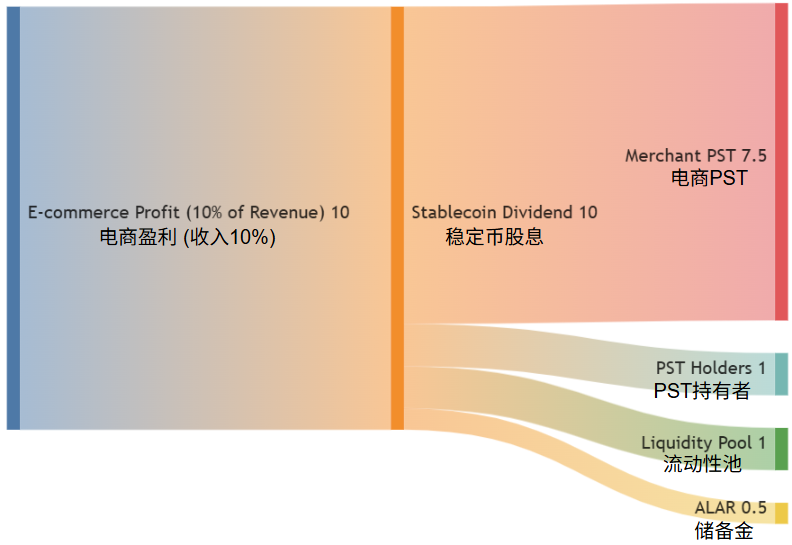 E-commerce Profit (10% of Revenue) 10
电商盈利 (收入10%)
Stablecoin Dividend 10
稳定币股息
Merchant PST 7.5
电商PST
PST Holders 1
PST持有者
Liquidity Pool 1
流动性池
ALAR 0.5
储备金